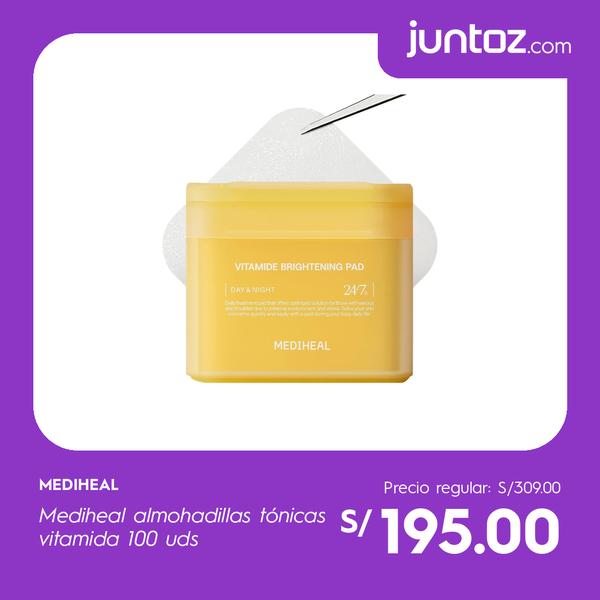 juntoz.com
VITAMIDE BRIGHTENING PAD
DAY & NIGHT
24/7
MEDIHEAL
MEDIHEAL
Precio regular: S/309.00
Mediheal almohadillas tónicas
vitamida 100 uds
S/195.00